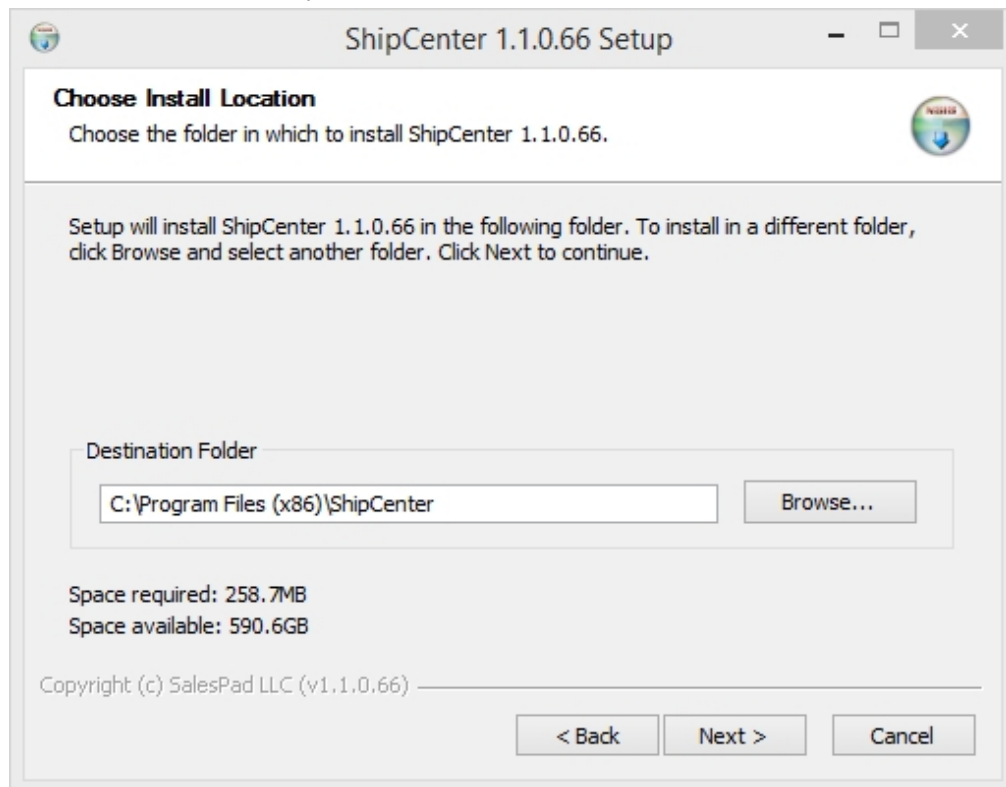 ShipCenter 1.1.0.66 Setup
Choose Install Location
Choose the folder in which to install ShipCenter 1.1.0.66.
NSIS
Setup will install ShipCenter 1.1.0.66 in the following folder. To install in a different folder,
click Browse and select another folder. Click Next to continue.
Destination Folder
C:\Program Files (x86)\ShipCenter
Browse...
Space required: 258.7MB
Space available: 590.6GB
Copyright (c) SalesPad LLC (v1.1.0.66)
< Back Next > Cancel